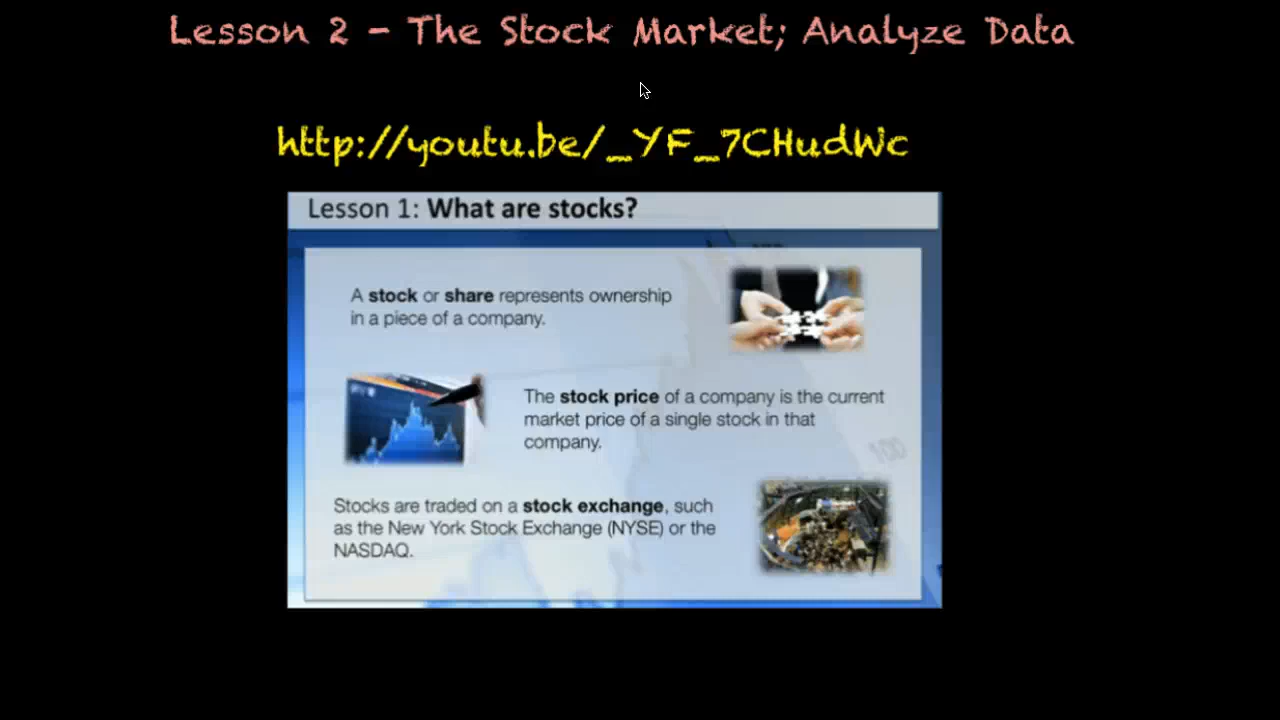 Lesson 2 - The Stock Market; Analyze Data
http://youtu.be/_YF_7CHudWc
Lesson 1: What are stocks?
A stock or share represents ownership
in a piece of a company.
The stock price of a company is the current
market price of a single stock in that
company.
100
Stocks are traded on a stock exchange, such
as the New York Stock Exchange (NYSE) or the
NASDAQ.